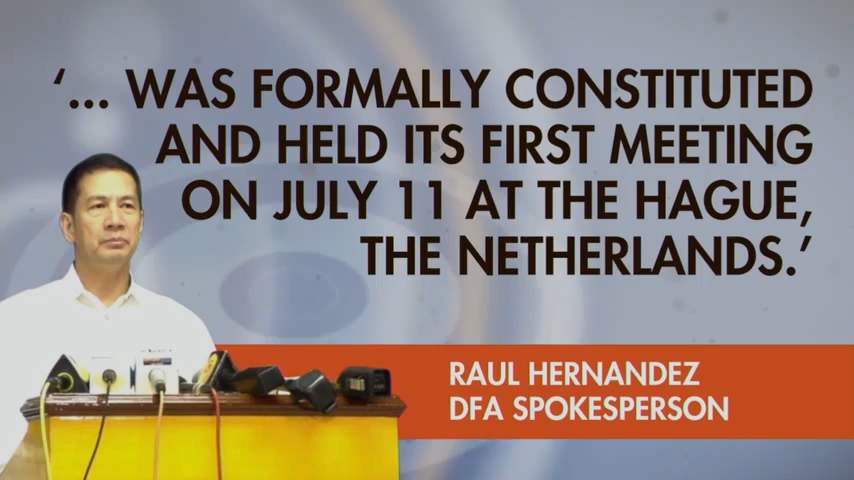 ‘... WAS FORMALLY CONSTITUTED
AND HELD ITS FIRST MEETING
ON JULY 11 AT THE HAGUE,
THE NETHERLANDS.’
RAUL HERNANDEZ
DFA SPOKESPERSON